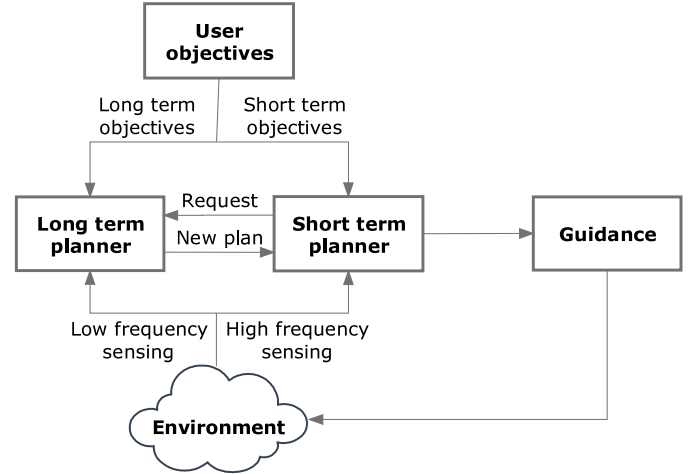 User
objectives
Long term
objectives
Short term
objectives
Long term
planner
Request
New plan
Short term
planner
Guidance
Low frequency
sensing
High frequency
sensing
Environment